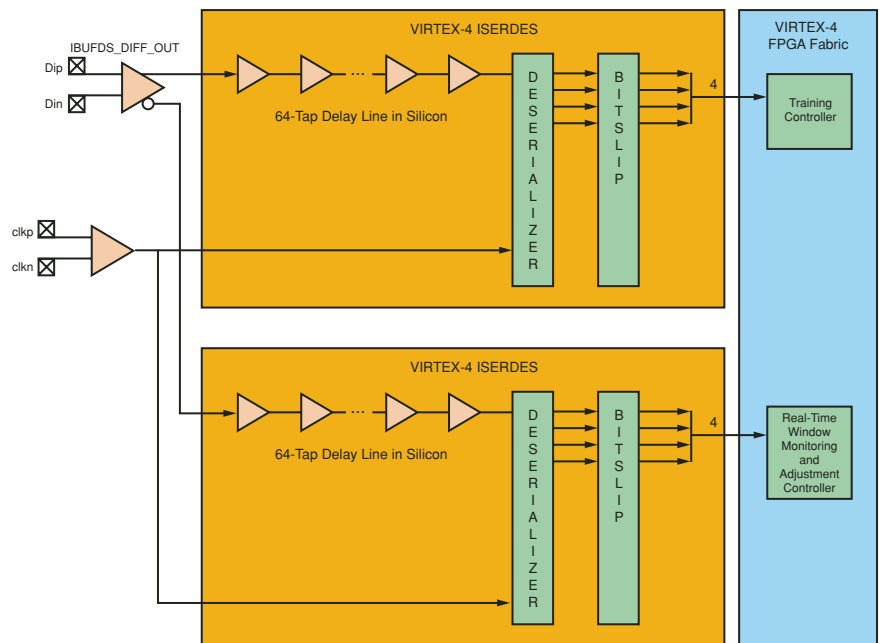 IBUFDS_DIFF_OUT
Dip
Din
clkp
clkn
VIRTEX-4 ISERDES
64-Tap Delay Line in Silicon
DESERIALIZER
BITSLIP
4
VIRTEX-4 ISERDES
64-Tap Delay Line in Silicon
DESERIALIZER
BITSLIP
4
VIRTEX-4
FPGA Fabric
Training
Controller
Real-Time
Window
Monitoring
and
Adjustment
Controller